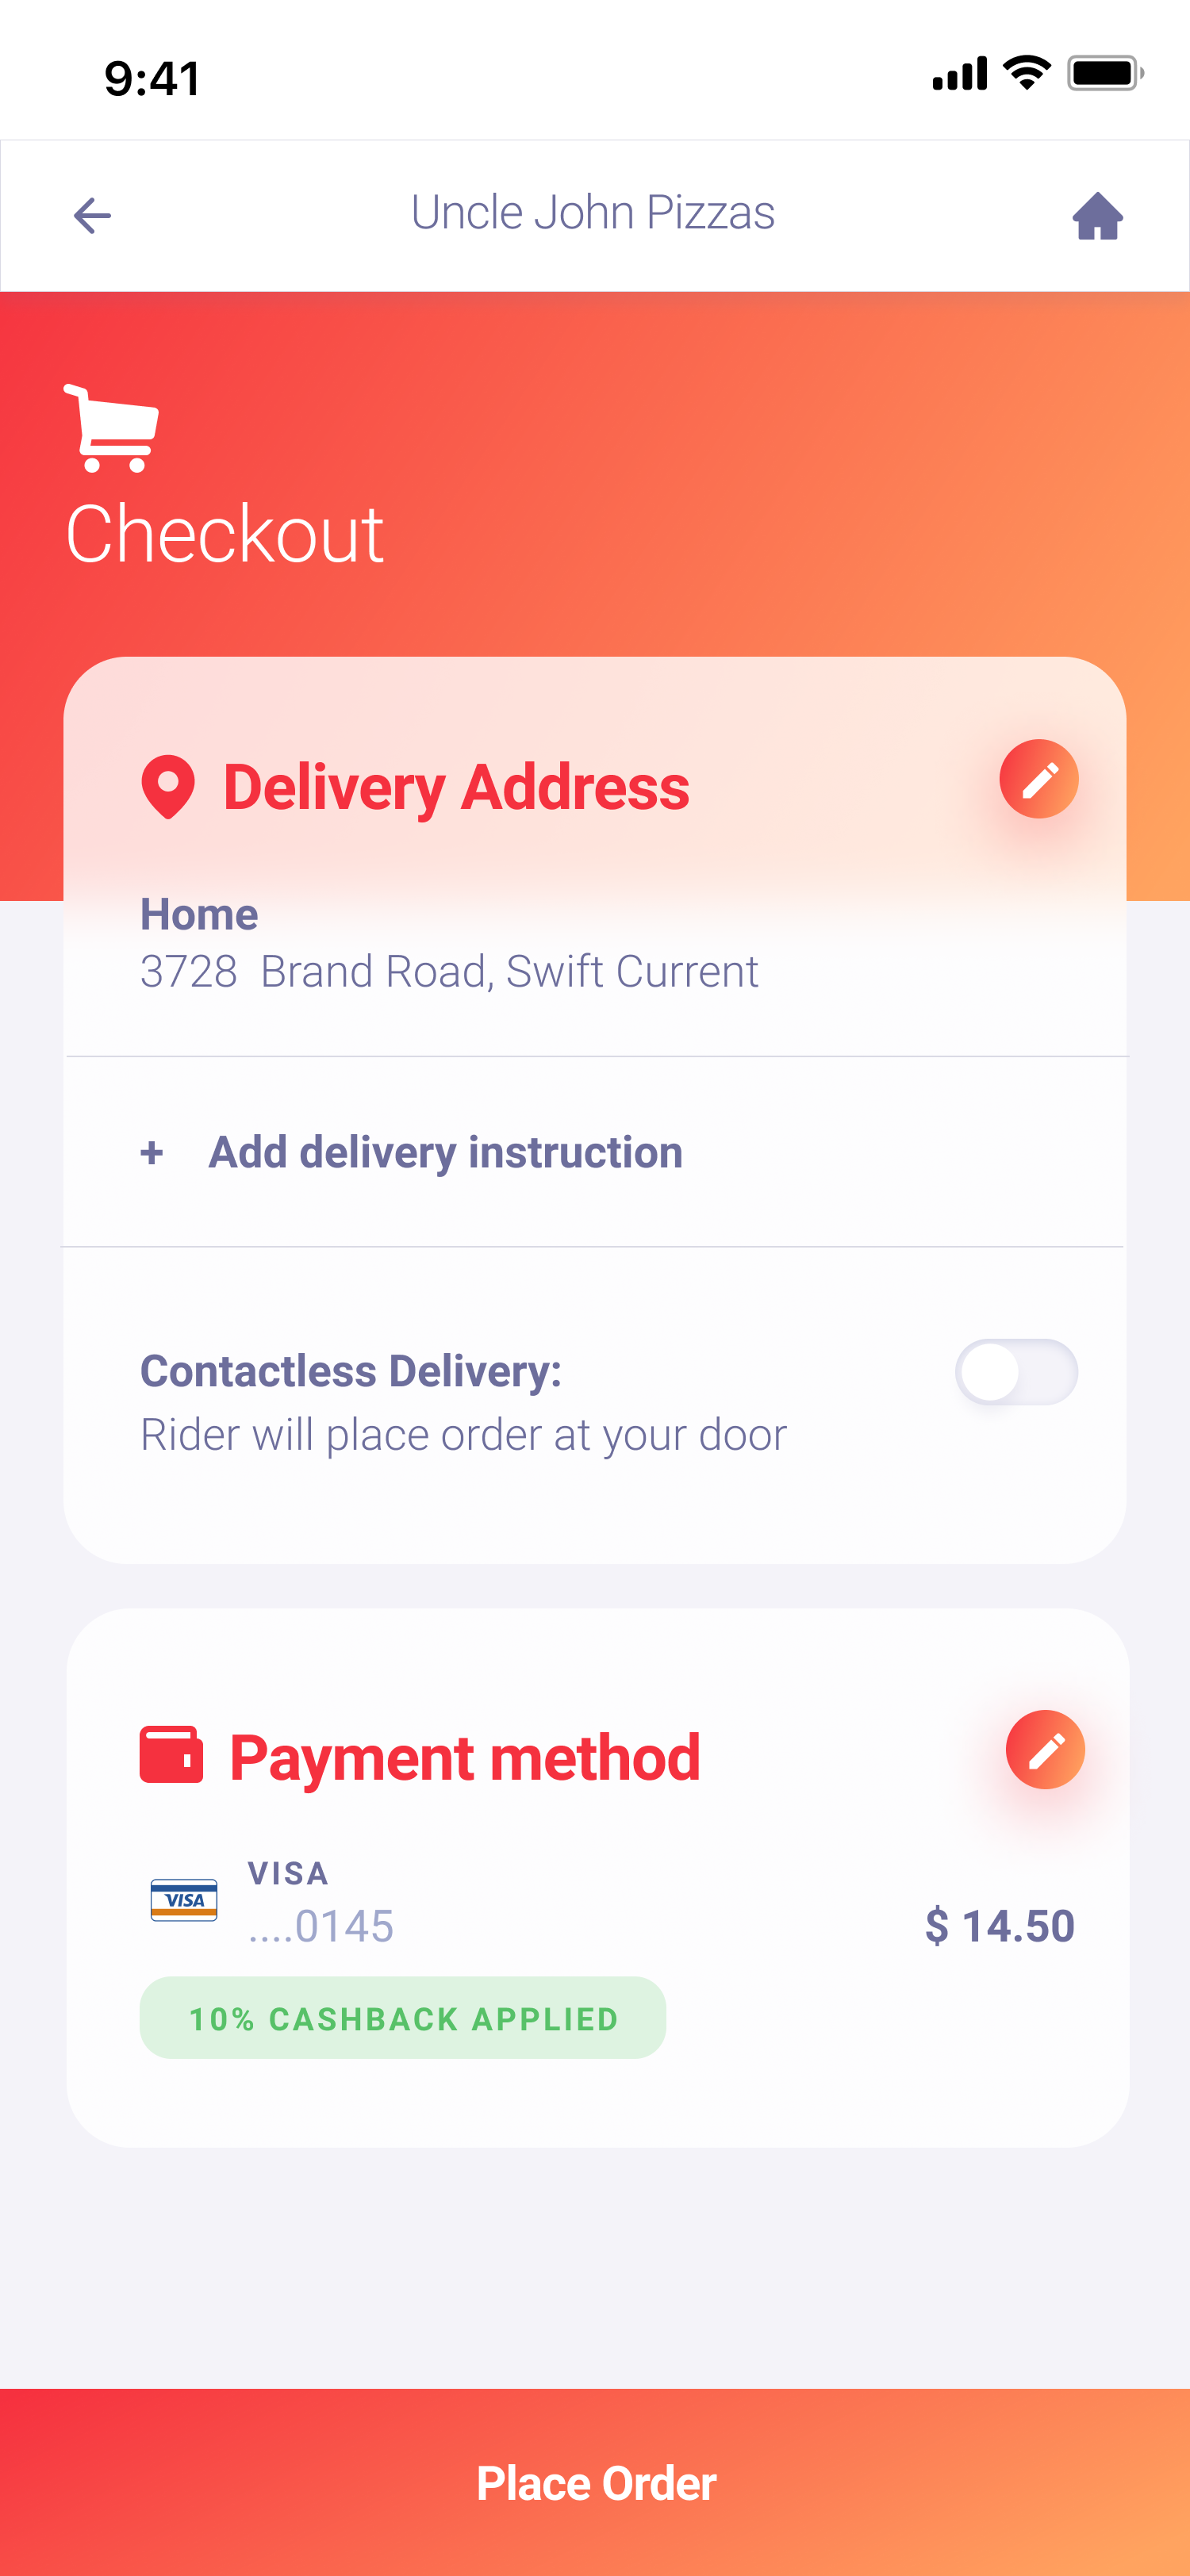 9:41
Uncle John Pizzas
Checkout
Delivery Address
Home
3728  Brand Road, Swift Current
+ Add delivery instruction
Contactless Delivery:
Rider will place order at your door
Payment method
VISA
VISA
....0145
$ 14.50
10% CASHBACK APPLIED
Place Order